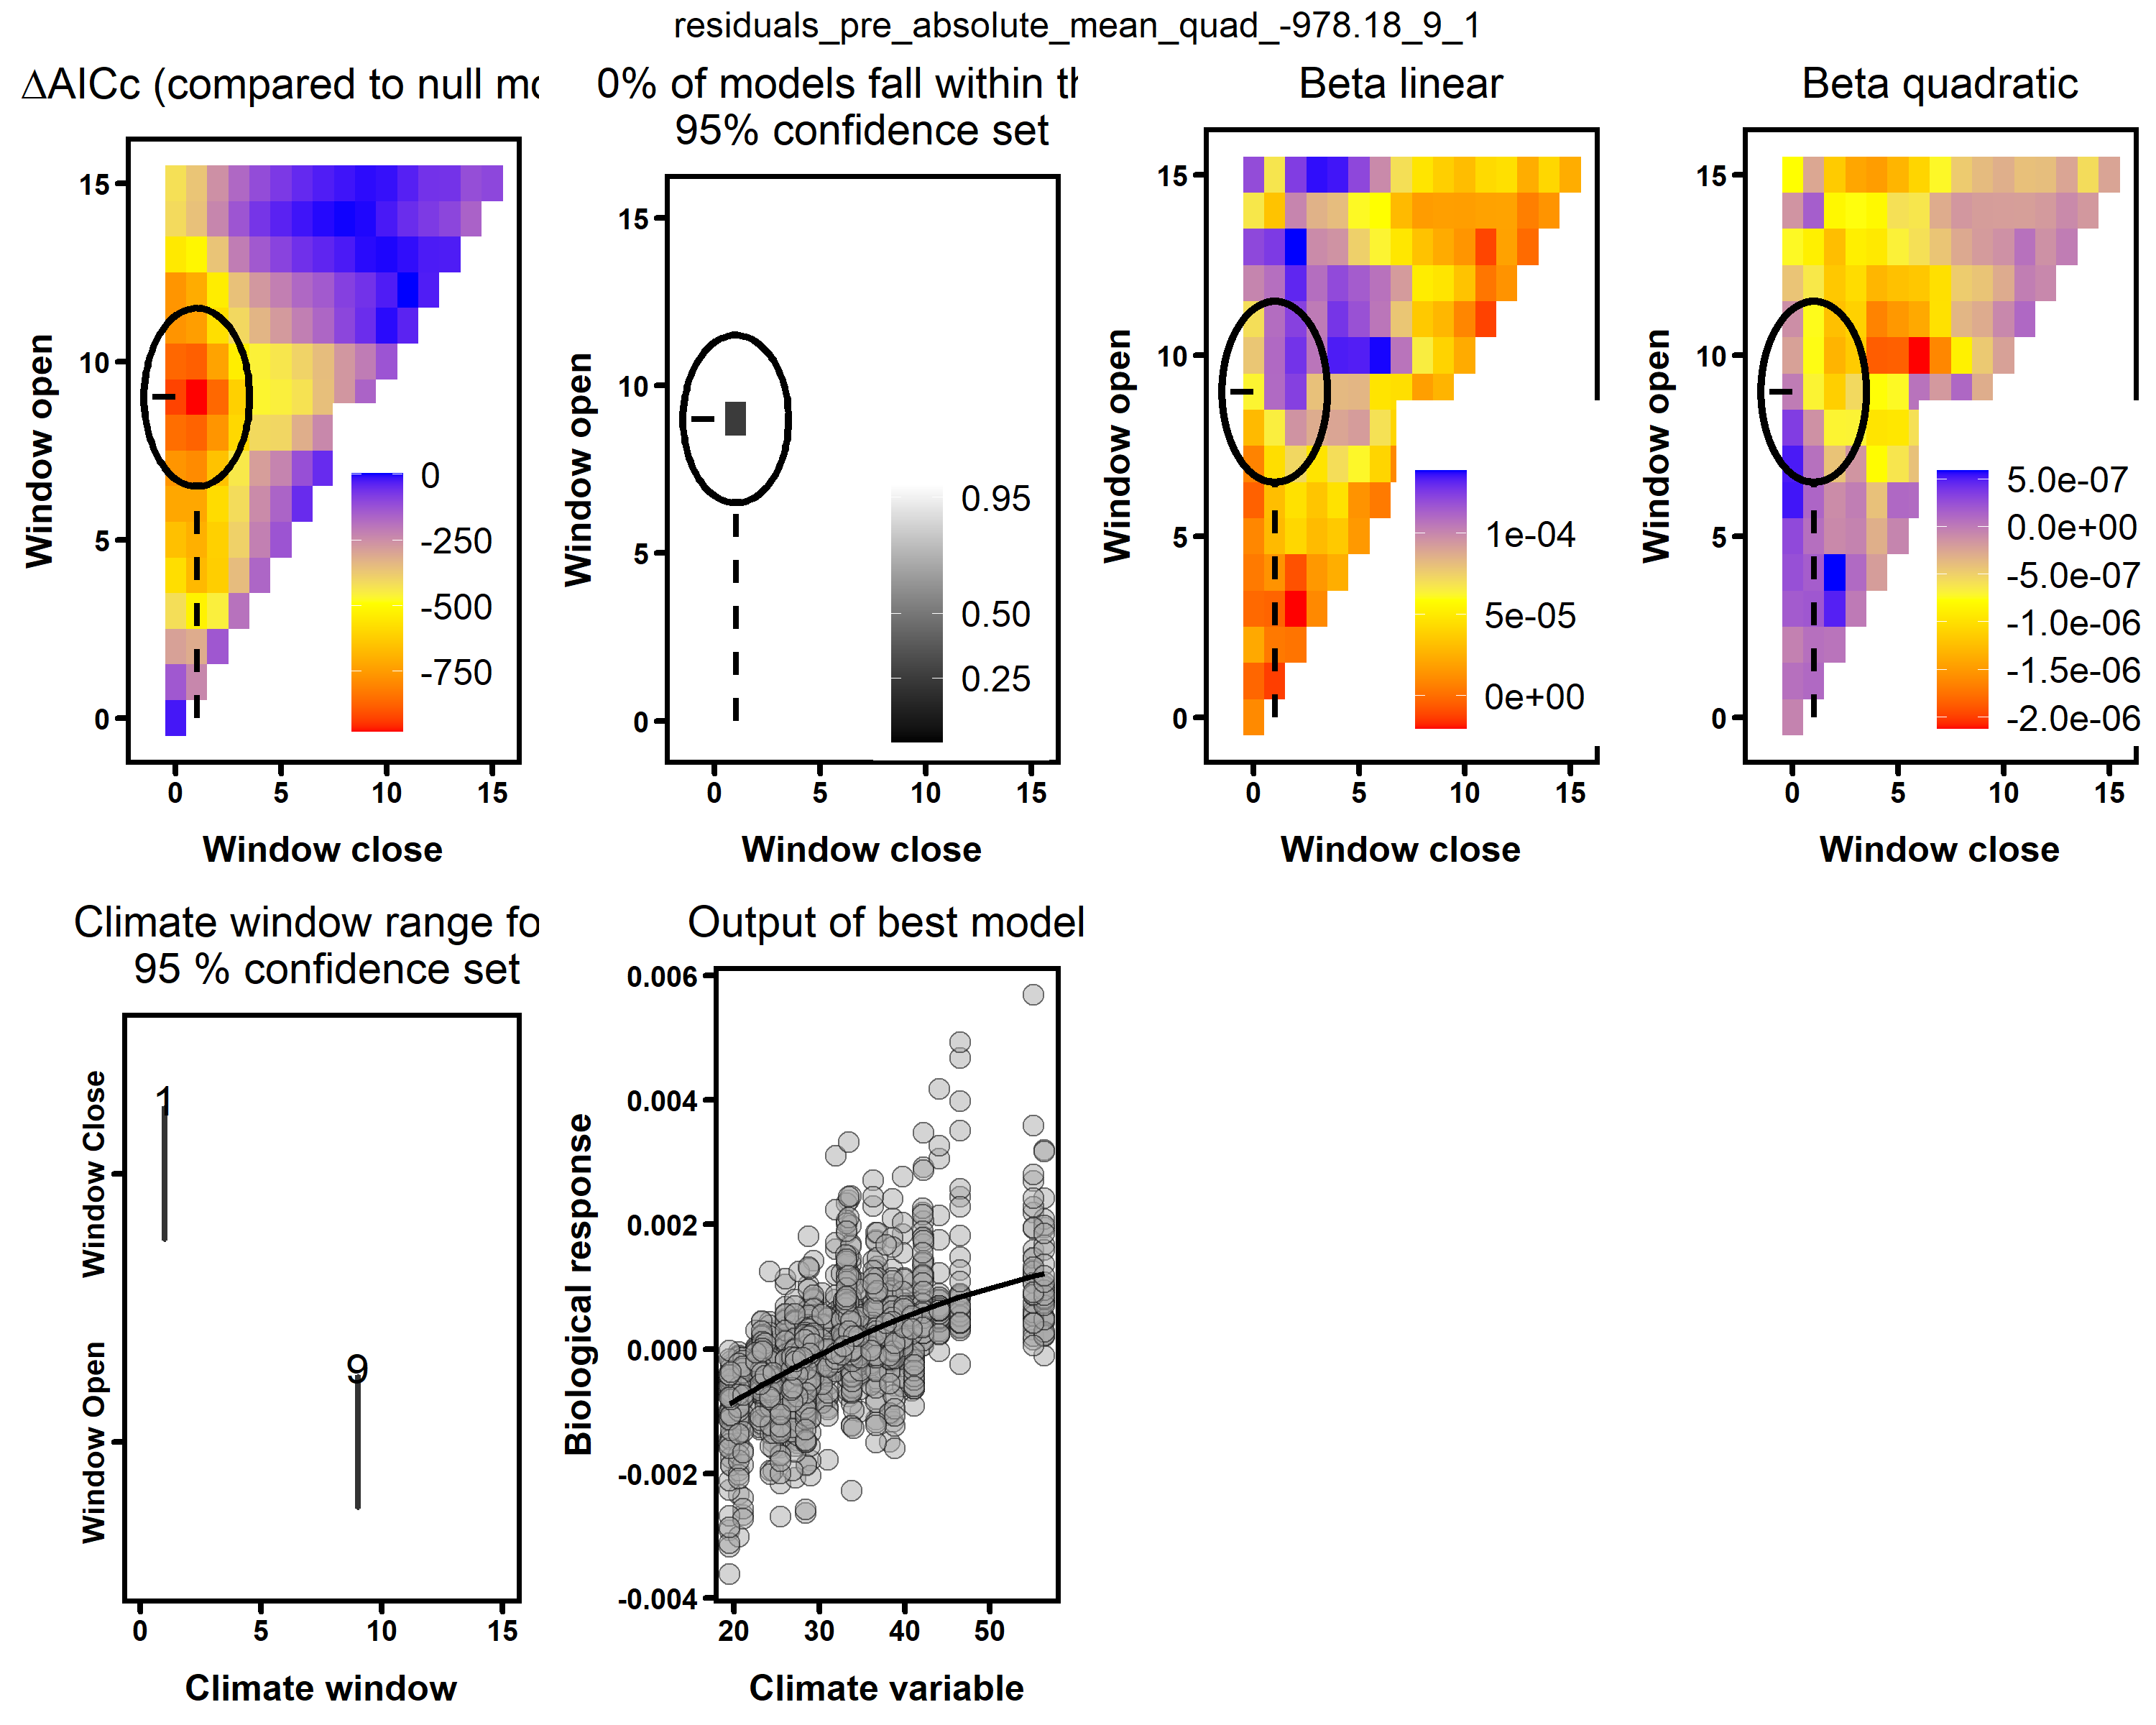 residuals_pre_absolute_mean_quad_-978.18_9_1
ΔAICc (compared to null mo
Window open
15
10
5
0
0
-250
-500
-750
0 5 10 15
Window close
0% of models fall within th
95% confidence set
Window open
15
10
5
0
0.95
0.50
0.25
0 5 10 15
Window close
Beta linear
Window open
15
10
5
0
1e-04
5e-05
0e+00
0 5 10 15
Window close
Beta quadratic
Window open
15
10
5
0
5.0e-07
0.0e+00
-5.0e-07
-1.0e-06
-1.5e-06
-2.0e-06
0 5 10 15
Window close
Climate window range fo
95 % confidence set
Window Close
Window Open
1
9
0 5 10 15
Climate window
Output of best model
Biological response
0.006
0.004
0.002
0.000
-0.002
-0.004
20 30 40 50
Climate variable